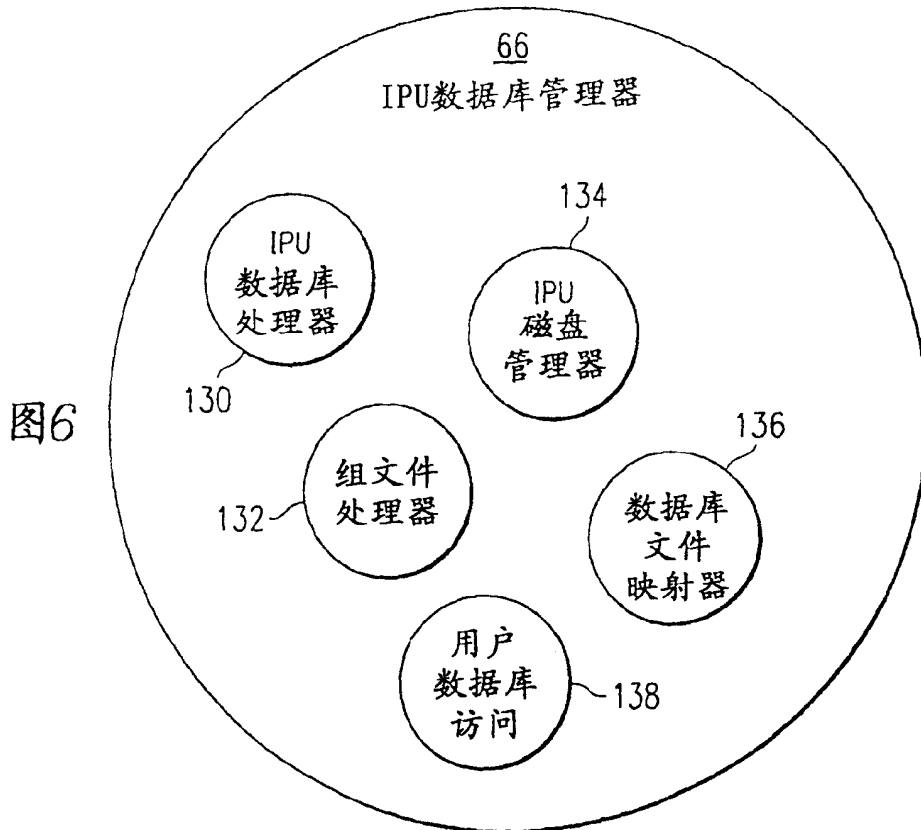 66
IPU数据库管理器
134
IPU
数据库
处理器
130
IPU
磁盘
管理器
图6
136
组文件
处理器
132
数据库
文件
映射器
用户
数据库
访问
138